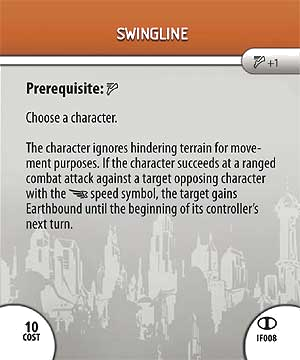 SWINGLINE
+1
Prerequisite:
Choose a character.
The character ignores hindering terrain for move-
ment purposes. If the character succeeds at a ranged
combat attack against a target opposing character
with the speed symbol, the target gains
Earthbound until the beginning of its controller's
next turn.
10
COST
IF008